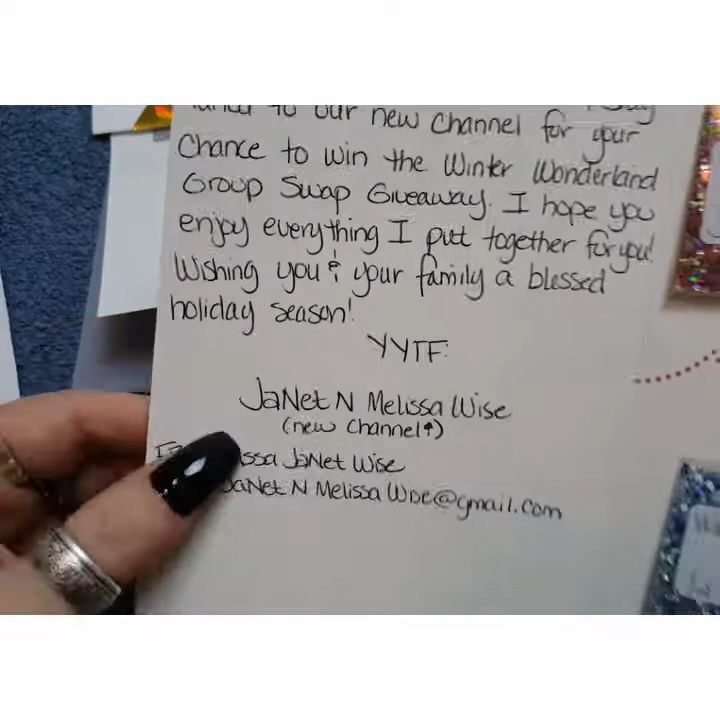 to our new channel for your
Chance to win the Winter Wonderland
Group Swap Giveaway. I hope you
enjoy everything I putt together for you!
Wishing you & your family a blessed
holiday season!
YYTF:
JaNet N Melissa Wise
(new Channel↑)
JaNet Wise
JaNet N Melissa Wise@gmail.com